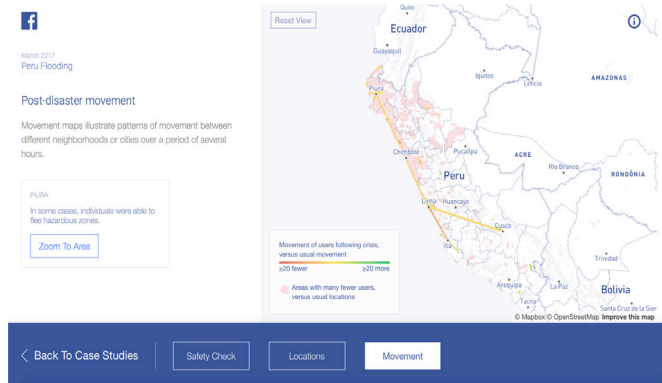 f
March 2017
Peru Flooding
Post-disaster movement
Movement maps illustrate patterns of movement between
different neighborhoods or cities over a period of several
hours.
PIURA
In some cases, individuals were able to
flee hazardous zones.
Zoom To Area
Reset View
i
Quito
Ecuador
Guayaquil
Iquitos
Leticia
AMAZONAS
Piura
Chimbote
Pucallpa
ACRE
Rio Branco
RONDÔNIA
Peru
Lima
Huancayo
Cusco
Ica
Trinidad
Arequipa
La Paz
Bolivia
Tacna
Santa Cruz de la Sier
Movement of users following crisis,
versus usual movement
≥20 fewer
≥20 more
Areas with many fewer users,
versus usual locations
© Mapbox © OpenStreetMap Improve this map
Back To Case Studies
Safety Check
Locations
Movement